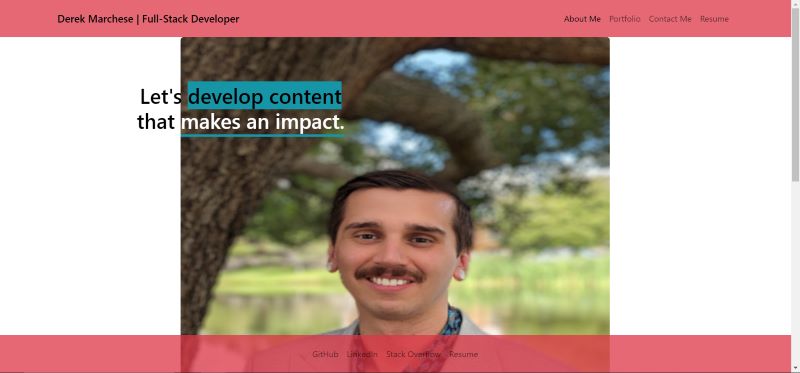 Derek Marchese | Full-Stack Developer
About Me Portfolio Contact Me Resume
Let's develop content
that makes an impact.
GitHub LinkedIn Stack Overflow Resume